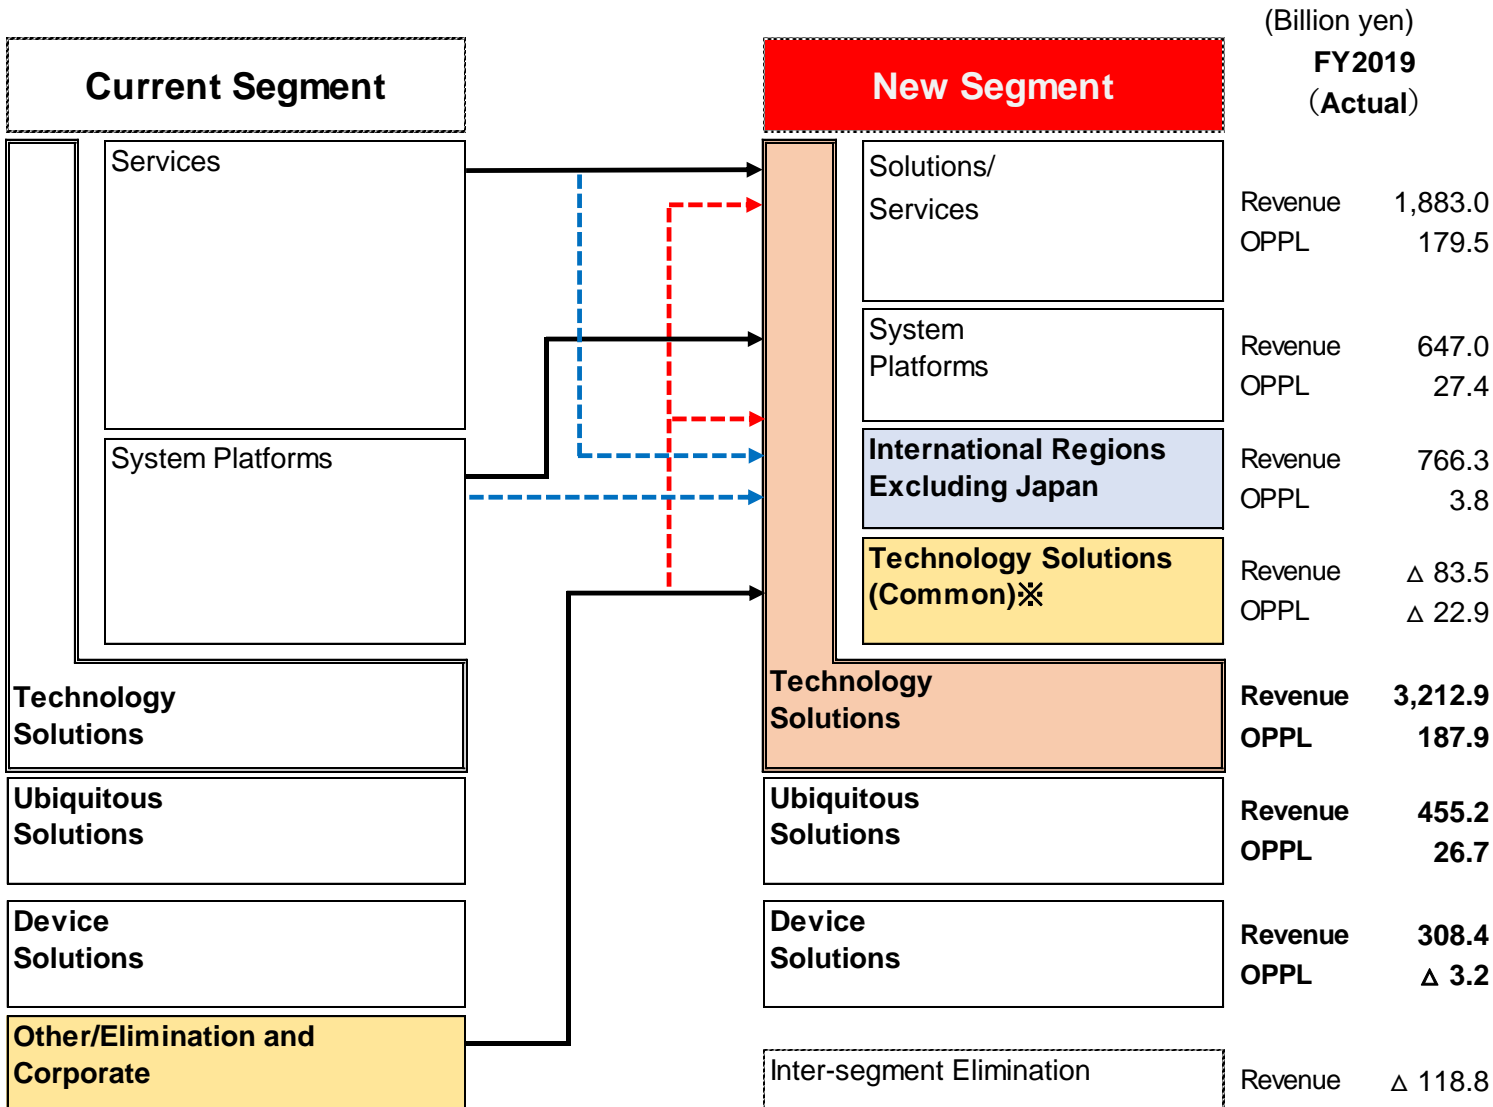 (Billion yen)
Current Segment
New Segment
FY2019
（Actual）
Services
System Platforms
Technology
Solutions
Ubiquitous
Solutions
Device
Solutions
Other/Elimination and
Corporate
Solutions/
Services
Revenue 1,883.0
OPPL 179.5
System
Platforms
Revenue 647.0
OPPL 27.4
International Regions
Excluding Japan
Revenue 766.3
OPPL 3.8
Technology Solutions
(Common)※
Revenue △ 83.5
OPPL △ 22.9
Technology
Solutions
Revenue 3,212.9
OPPL 187.9
Ubiquitous
Solutions
Revenue 455.2
OPPL 26.7
Device
Solutions
Revenue 308.4
OPPL △ 3.2
Inter-segment Elimination
Revenue △ 118.8